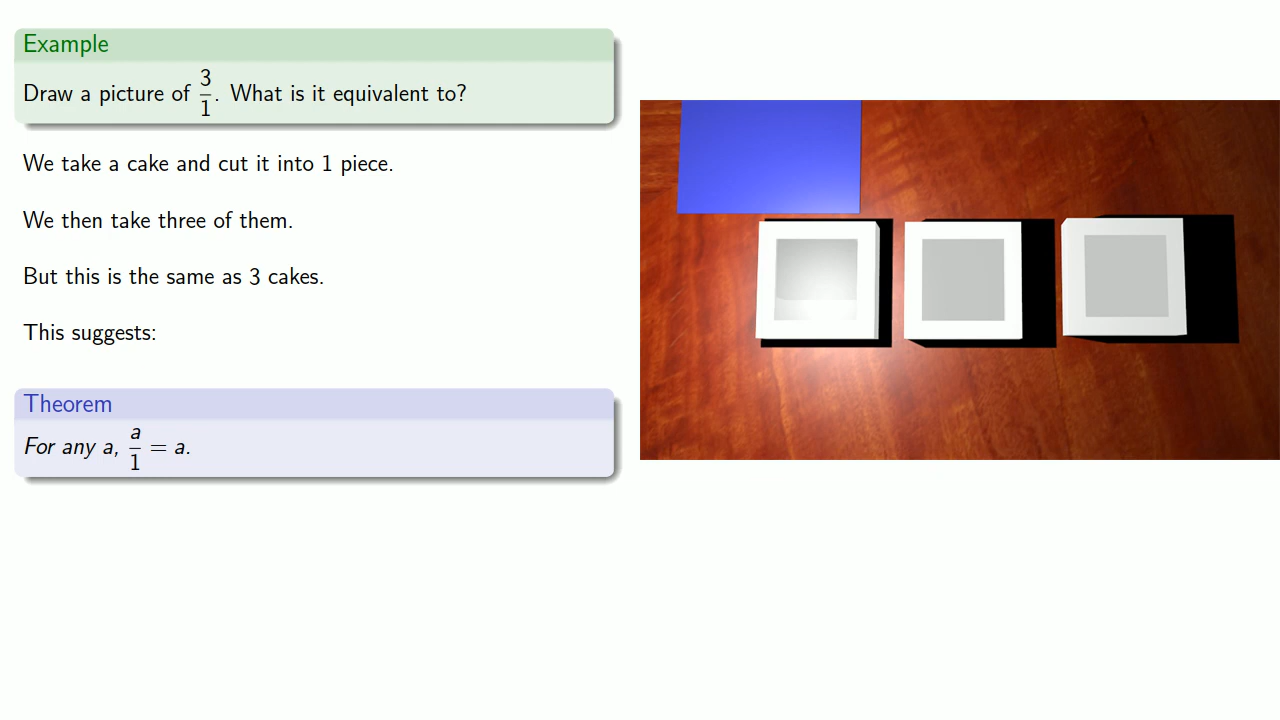 Example
Draw a picture of 3/1. What is it equivalent to?
We take a cake and cut it into 1 piece.
We then take three of them.
But this is the same as 3 cakes.
This suggests:
Theorem
For any a, a/1 = a.